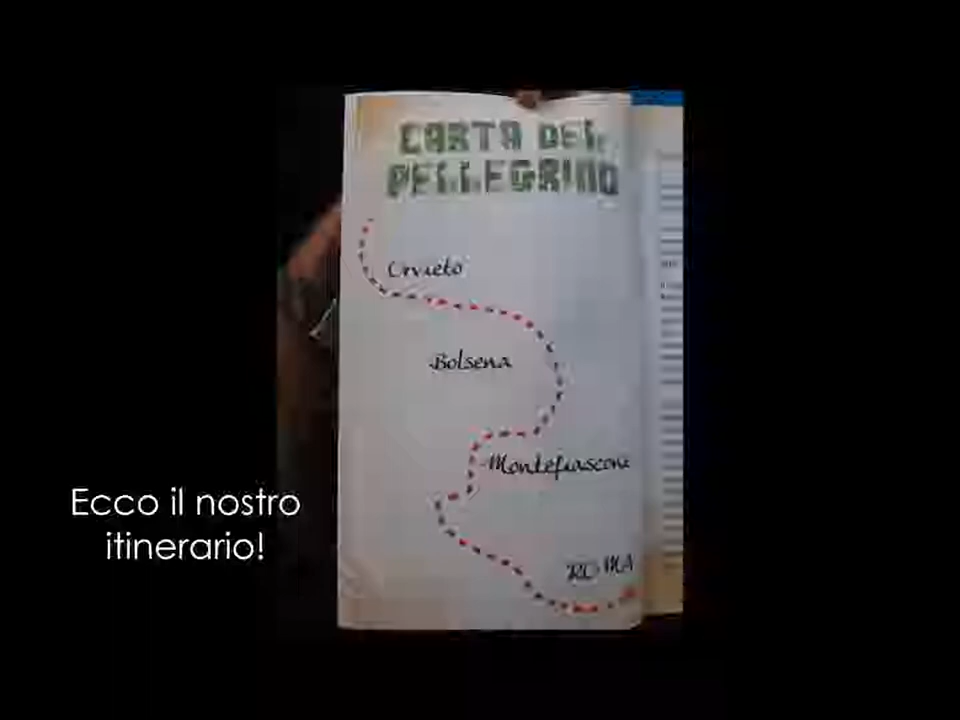 CARTA DEL
PELLEGRINO
Orvieto
Bolsena
Montefiascone
ROMA
Ecco il nostro
itinerario!